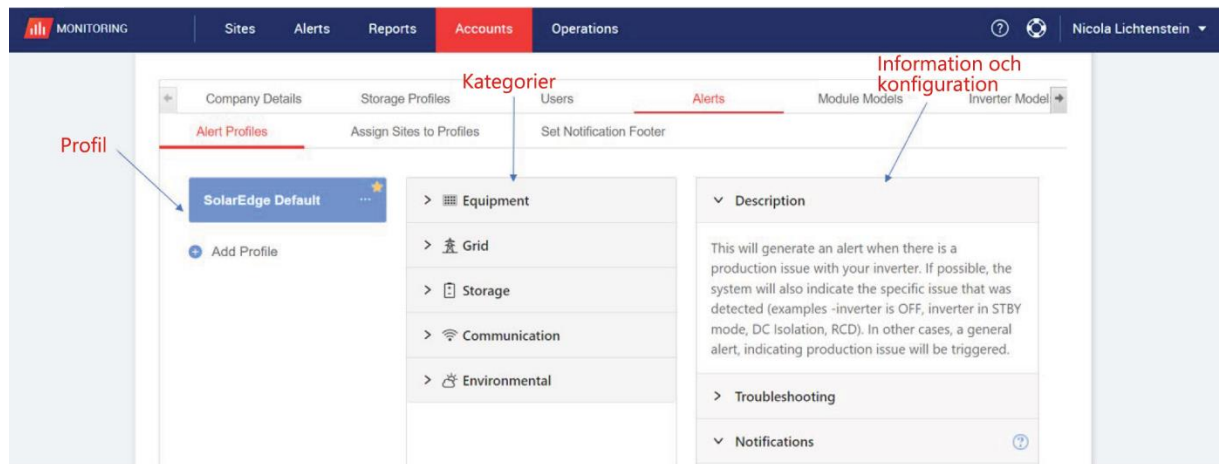 MONITORING
Sites
Alerts
Reports
Accounts
Operations
Nicola Lichtenstein
Information och
konfiguration
Kategorier
Company Details
Storage Profiles
Users
Alerts
Module Models
Inverter Model
Alert Profiles
Assign Sites to Profiles
Set Notification Footer
Profil
SolarEdge Default
Add Profile
Equipment
Grid
Storage
Communication
Environmental
Description
This will generate an alert when there is a
production issue with your inverter. If possible, the
system will also indicate the specific issue that was
detected (examples -inverter is OFF, inverter in STBY
mode, DC Isolation, RCD). In other cases, a general
alert, indicating production issue will be triggered.
Troubleshooting
Notifications